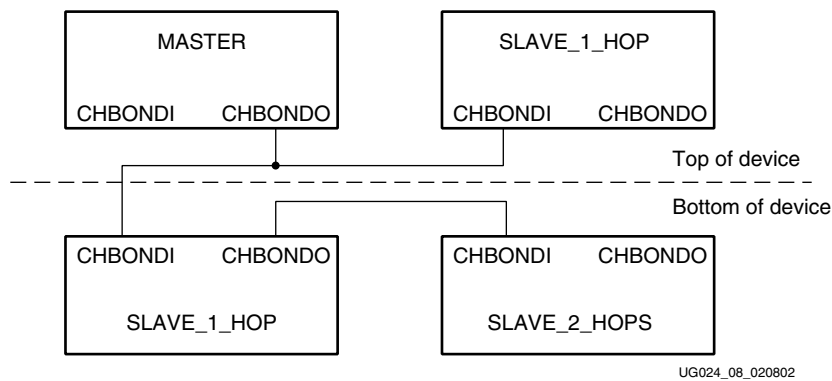 MASTER
SLAVE_1_HOP
CHBONDI CHBONDO
CHBONDI CHBONDO
Top of device
Bottom of device
CHBONDI CHBONDO
CHBONDI CHBONDO
SLAVE_1_HOP
SLAVE_2_HOPS
UG024_08_020802